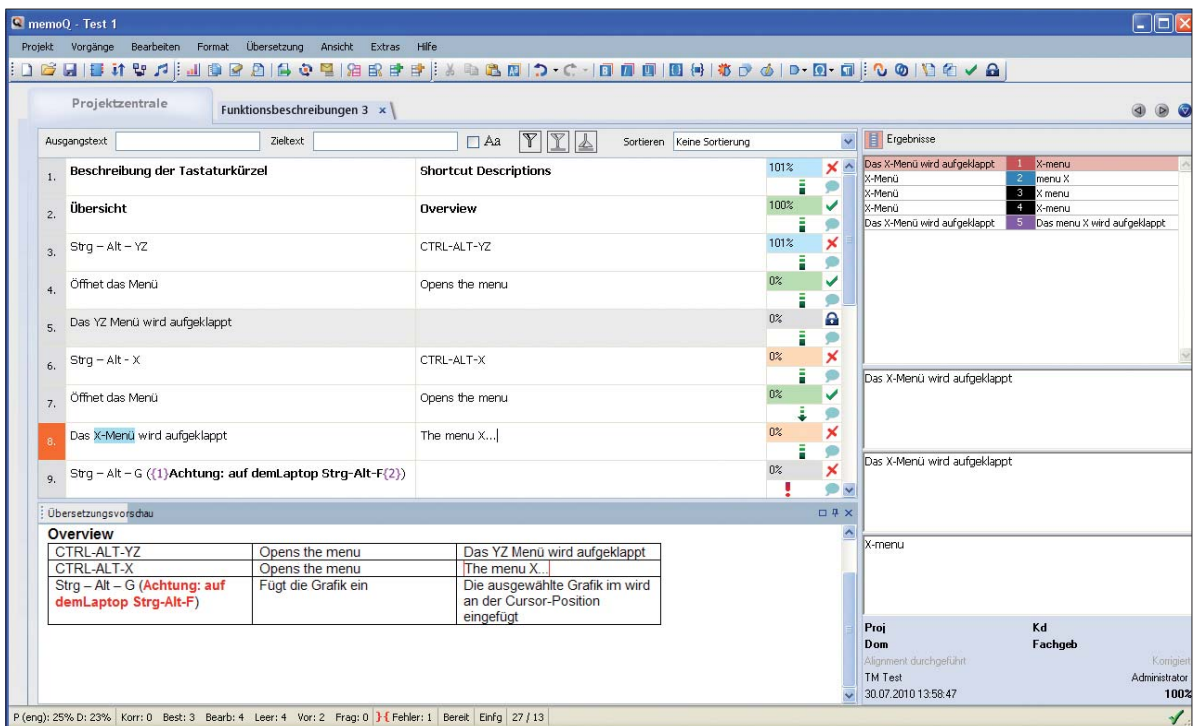 memoQ - Test 1
Projekt Vorgänge Bearbeiten Format Übersetzung Ansicht Extras Hilfe
Projektzentrale Funktionsbeschreibungen 3 x
Ausgangstext Zieltext Aa Sortieren Keine Sortierung
1. Beschreibung der Tastaturkürzel Shortcut Descriptions 101%
2. Übersicht Overview 100%
3. Strg – Alt – YZ CTRL-ALT-YZ 101%
4. Öffnet das Menü Opens the menu 0%
5. Das YZ Menü wird aufgeklappt 0%
6. Strg – Alt - X CTRL-ALT-X 0%
7. Öffnet das Menü Opens the menu 0%
8. Das X-Menü wird aufgeklappt The menu X... 0%
9. Strg – Alt – G ({1}Achtung: auf demLaptop Strg-Alt-F{2}) 0%
Übersetzungsvorschau
Overview
CTRL-ALT-YZ Opens the menu Das YZ Menü wird aufgeklappt
CTRL-ALT-X Opens the menu The menu X...
Strg – Alt – G (Achtung: auf Fügt die Grafik ein Die ausgewählte Grafik im wird
demLaptop Strg-Alt-F) an der Cursor-Position
eingefügt
Ergebnisse
Das X-Menü wird aufgeklappt 1 X-menu
X-Menü 2 menu X
X-Menü 3 X menu
X-Menü 4 X-menu
Das X-Menü wird aufgeklappt 5 Das menu X wird aufgeklappt
Das X-Menü wird aufgeklappt
Das X-Menü wird aufgeklappt
X-menu
Proj Kd
Dom Fachgeb
Alignment durchgeführt Korrigiert
TM Test Administrator
30.07.2010 13:58:47 100%
P (eng): 25% D: 23% Korr: 0 Best: 3 Bearb: 4 Leer: 4 Vor: 2 Frag: 0 Fehler: 1 Bereit Einfg 27 / 13